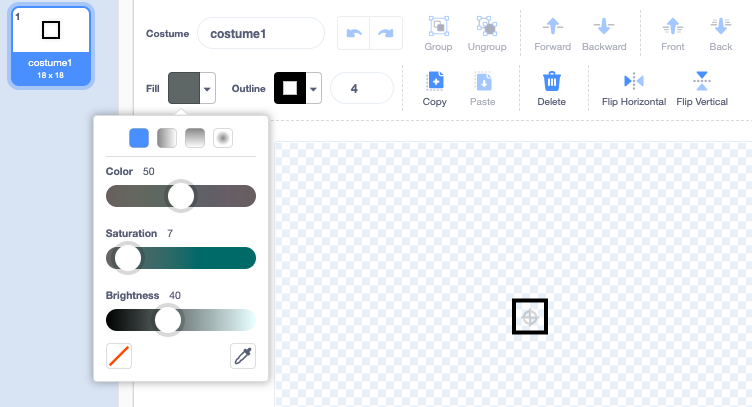 1
costume1
18 x 18
Costume costume1
Group Ungroup Forward Backward Front Back
Fill Outline 4
Copy Paste Delete Flip Horizontal Flip Vertical
Color 50
Saturation 7
Brightness 40